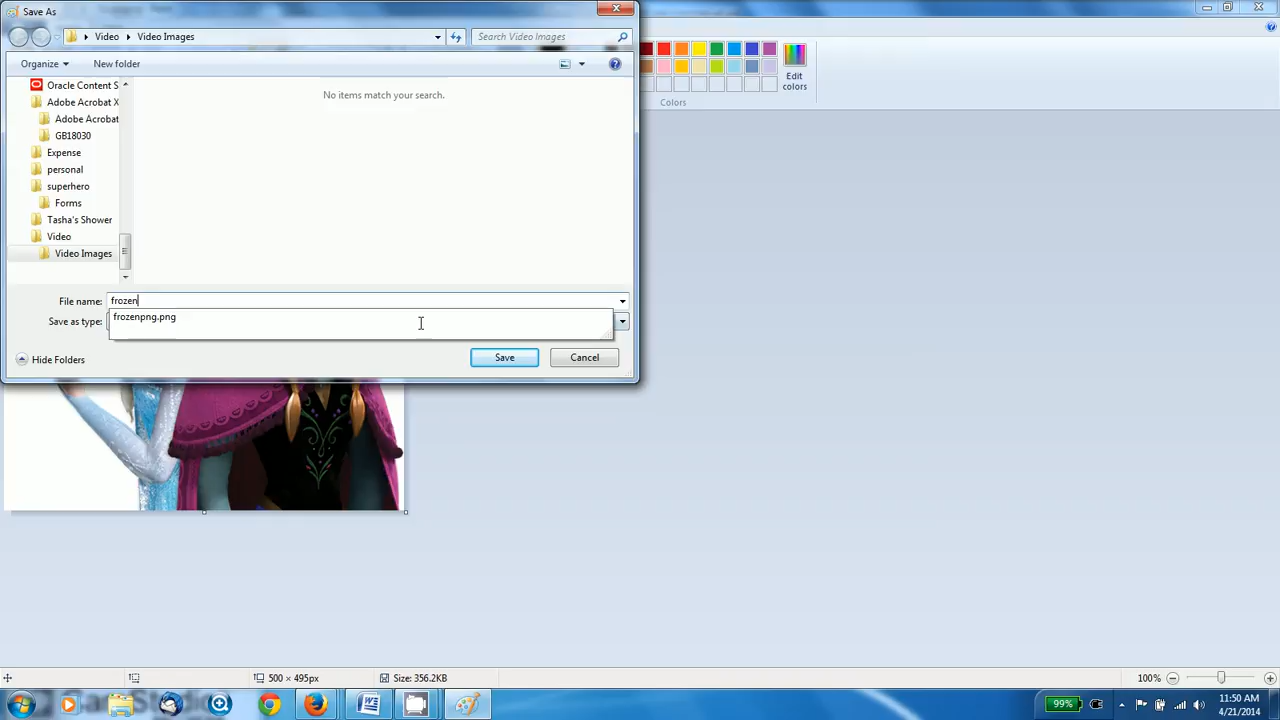 Save As
Video Video Images
Search Video Images
Organize New folder
Oracle Content S
Adobe Acrobat X
Adobe Acrobat
GB18030
Expense
personal
superhero
Forms
Tasha's Shower
Video
Video Images
No items match your search.
File name: frozen
frozenpng.png
Save as type:
Hide Folders
Save Cancel
Edit
colors
Colors
500 × 495px
Size: 356.2KB
100%
99%
11:50 AM
4/21/2014